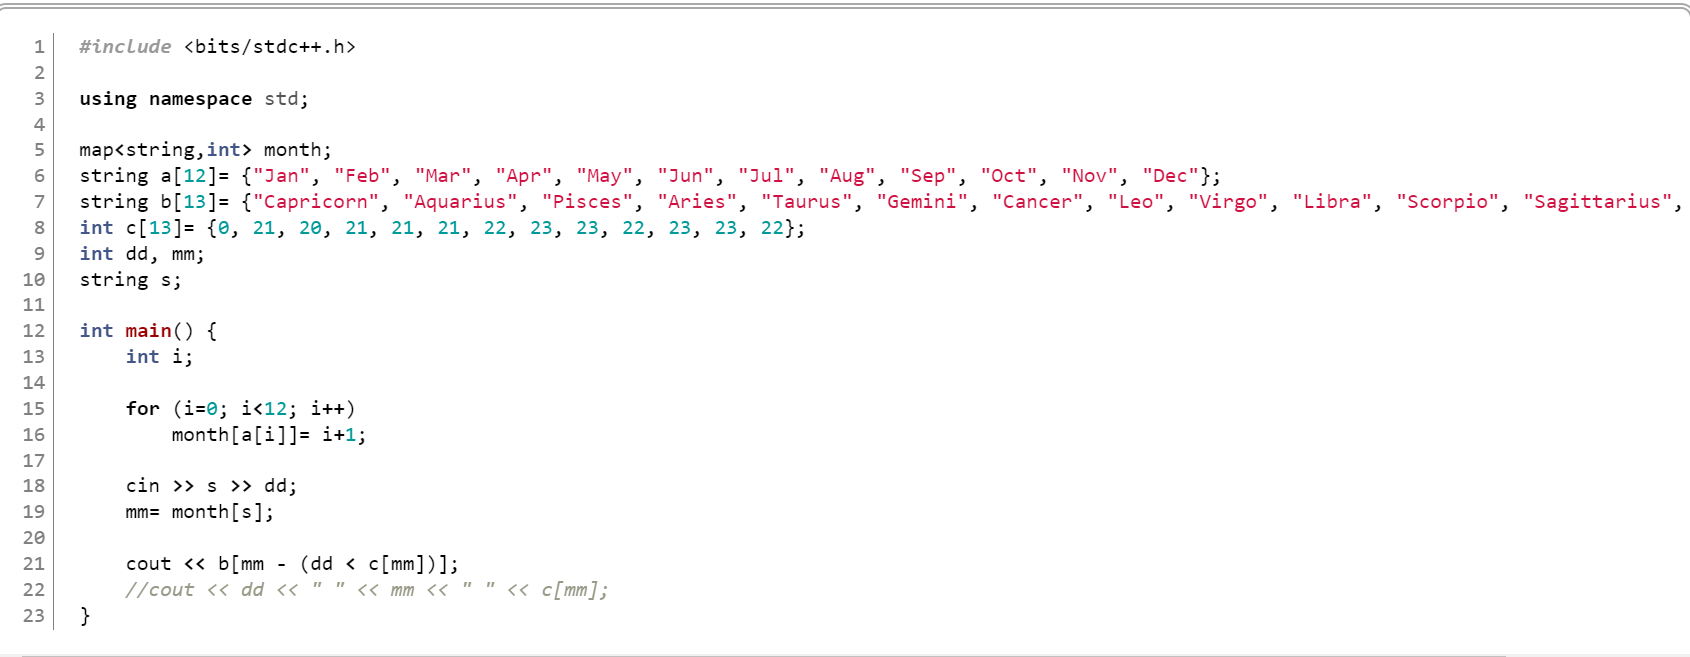 1 #include <bits/stdc++.h>
2
3 using namespace std;
4
5 map<string,int> month;
6 string a[12]= {"Jan", "Feb", "Mar", "Apr", "May", "Jun", "Jul", "Aug", "Sep", "Oct", "Nov", "Dec"};
7 string b[13]= {"Capricorn", "Aquarius", "Pisces", "Aries", "Taurus", "Gemini", "Cancer", "Leo", "Virgo", "Libra", "Scorpio", "Sagittarius",
8 int c[13]= {0, 21, 20, 21, 21, 21, 22, 23, 23, 22, 23, 23, 22};
9 int dd, mm;
10 string s;
11
12 int main() {
13     int i;
14
15     for (i=0; i<12; i++)
16         month[a[i]]= i+1;
17
18     cin >> s >> dd;
19     mm= month[s];
20
21     cout << b[mm - (dd < c[mm])];
22     //cout << dd << " " << mm << " " << c[mm];
23 }